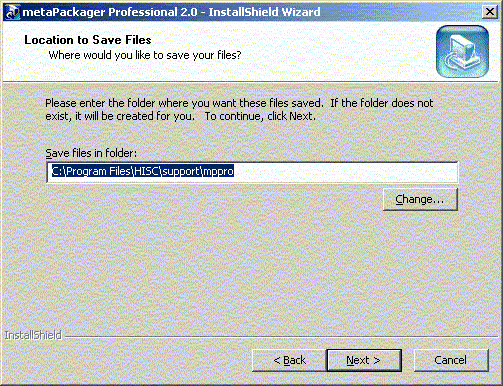 metaPackager Professional 2.0 - InstallShield Wizard
Location to Save Files
Where would you like to save your files?
Please enter the folder where you want these files saved. If the folder does
not exist, it will be created for you. To continue, click Next.
Save files in folder:
C:\Program Files\HISC\support\mppro
Change...
InstallShield
< Back
Next >
Cancel